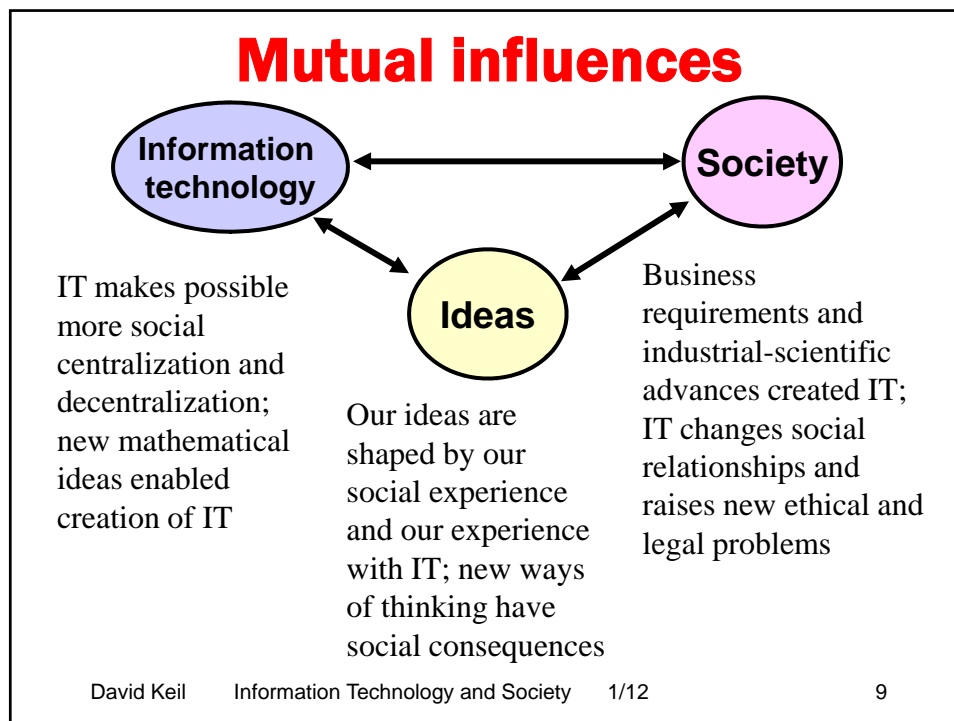 Mutual influences
Information
technology
Society
Ideas
IT makes possible
more social
centralization and
decentralization;
new mathematical
ideas enabled
creation of IT
Our ideas are
shaped by our
social experience
and our experience
with IT; new ways
of thinking have
social consequences
Business
requirements and
industrial-scientific
advances created IT;
IT changes social
relationships and
raises new ethical and
legal problems
David Keil Information Technology and Society 1/12 9